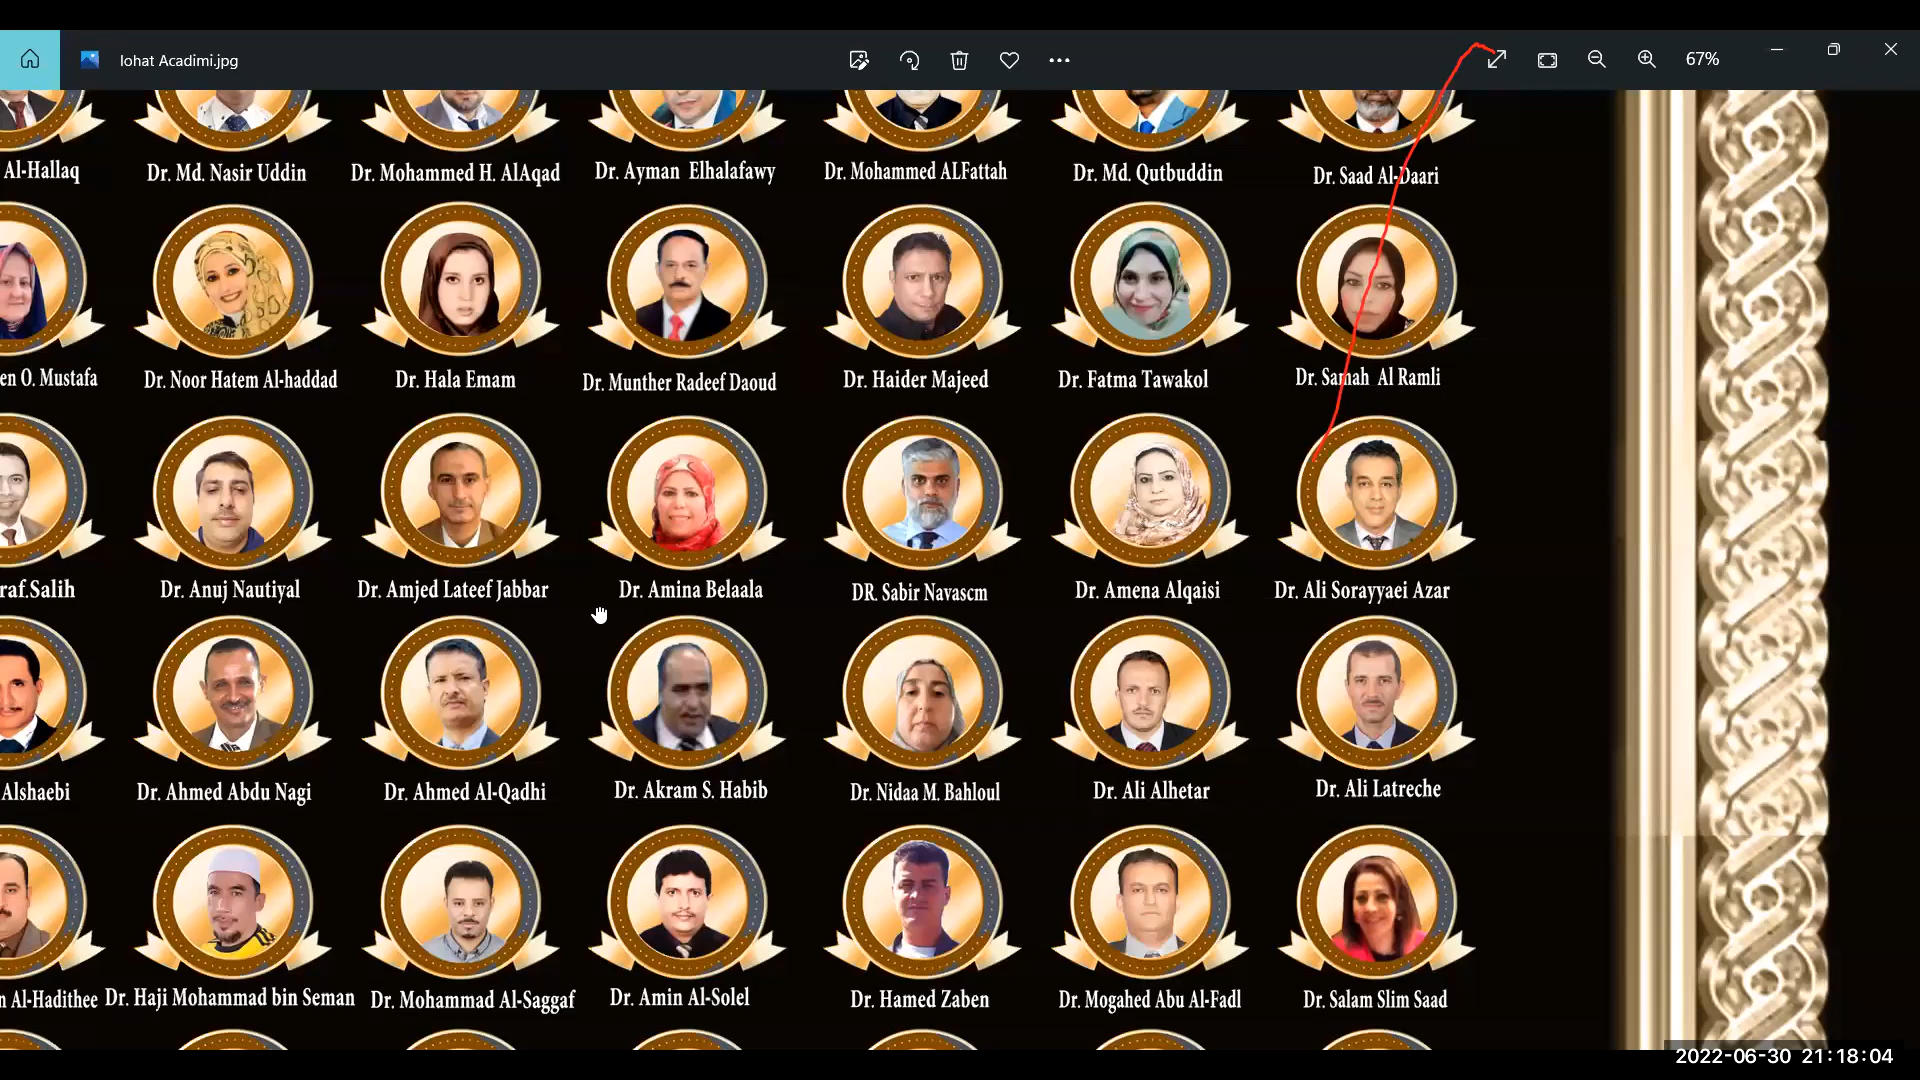 lohat Acadimi.jpg
67%
Al-Hallaq
Dr. Md. Nasir Uddin
Dr. Mohammed H. AlAqad
Dr. Ayman Elhalafawy
Dr. Mohammed ALFattah
Dr. Md. Qutbuddin
Dr. Saad Al-Daari
en O. Mustafa
Dr. Noor Hatem Al-haddad
Dr. Hala Emam
Dr. Munther Radeef Daoud
Dr. Haider Majeed
Dr. Fatma Tawakol
Dr. Samah Al Ramli
raf.Salih
Dr. Anuj Nautiyal
Dr. Amjed Lateef Jabbar
Dr. Amina Belaala
DR. Sabir Navascm
Dr. Amena Alqaisi
Dr. Ali Sorayyaei Azar
Alshaebi
Dr. Ahmed Abdu Nagi
Dr. Ahmed Al-Qadhi
Dr. Akram S. Habib
Dr. Nidaa M. Bahloul
Dr. Ali Alhetar
Dr. Ali Latreche
n Al-Hadithee
Dr. Haji Mohammad bin Seman
Dr. Mohammad Al-Saggaf
Dr. Amin Al-Solel
Dr. Hamed Zaben
Dr. Mogahed Abu Al-Fadl
Dr. Salam Slim Saad
2022-06-30 21:18:04